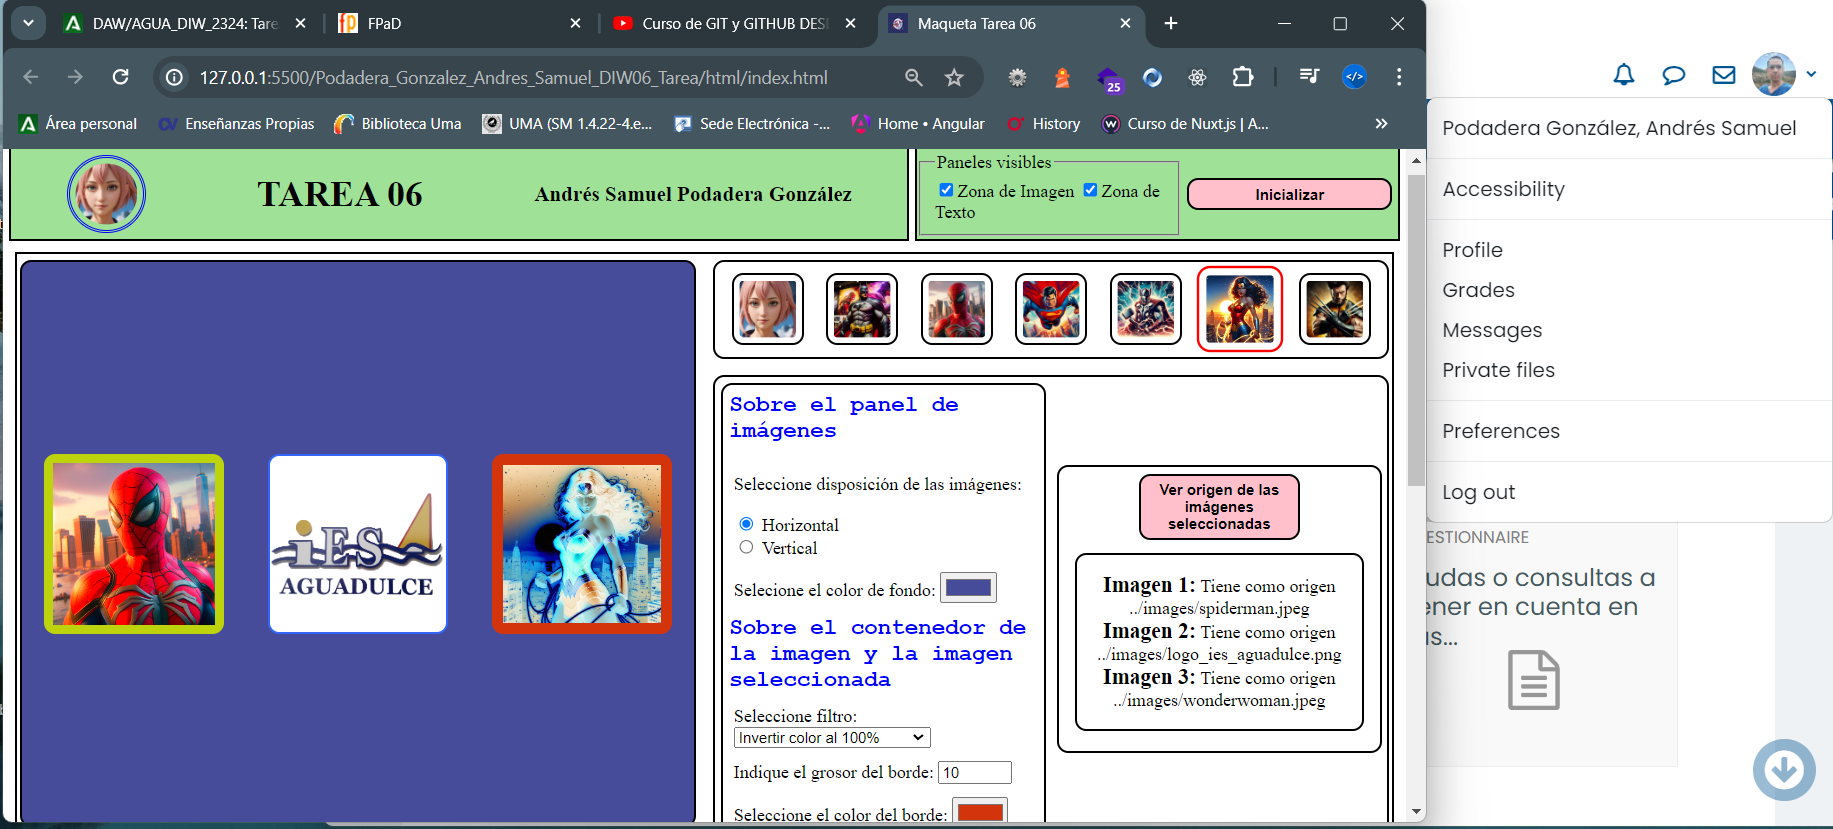 DAW/AGUA_DIW_2324: Tare
FPaD
Curso de GIT y GITHUB DES
Maqueta Tarea 06
127.0.0.1:5500/Podadera_Gonzalez_Andres_Samuel_DIW06_Tarea/html/index.html
25
Área personal
Enseñanzas Propias
Biblioteca Uma
UMA (SM 1.4.22-4.e...
Sede Electrónica -...
Home • Angular
History
Curso de Nuxt.js | A...
»
TAREA 06
Andrés Samuel Podadera González
Paneles visibles
Zona de Imagen
Zona de
Texto
Inicializar
iES
AGUADULCE
Sobre el panel de
imágenes
Seleccione disposición de las imágenes:
Horizontal
Vertical
Selecione el color de fondo:
Sobre el contenedor de
la imagen y la imagen
seleccionada
Seleccione filtro:
Invertir color al 100%
Indique el grosor del borde: 10
Seleccione el color del borde:
Ver origen de las
imágenes
seleccionadas
Imagen 1: Tiene como origen
../images/spiderman.jpeg
Imagen 2: Tiene como origen
../images/logo_ies_aguadulce.png
Imagen 3: Tiene como origen
../images/wonderwoman.jpeg
Podadera González, Andrés Samuel
Accessibility
Profile
Grades
Messages
Private files
Preferences
Log out
ESTIONNAIRE
udas o consultas a
ener en cuenta en
as...